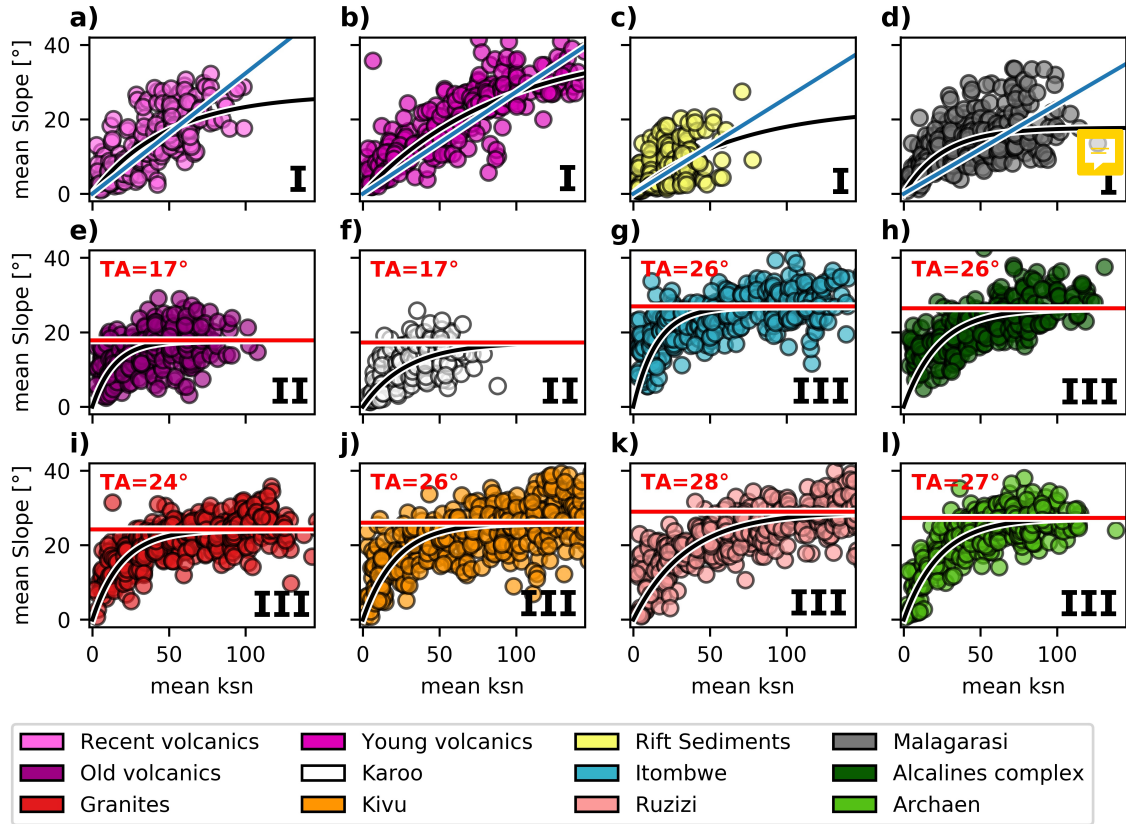 a) b) c) d)
mean Slope [°] 40 20 0
I I I I
e) f) g) h)
mean Slope [°] 40 20 0
TA=17° TA=17° TA=26° TA=26°
II II III III
i) j) k) l)
mean Slope [°] 40 20 0
TA=24° TA=26° TA=28° TA=27°
III III III III
0 50 100 0 50 100 0 50 100 0 50 100
mean ksn mean ksn mean ksn mean ksn
Recent volcanics Young volcanics Rift Sediments Malagarasi
Old volcanics Karoo Itombwe Alcalines complex
Granites Kivu Ruzizi Archaen